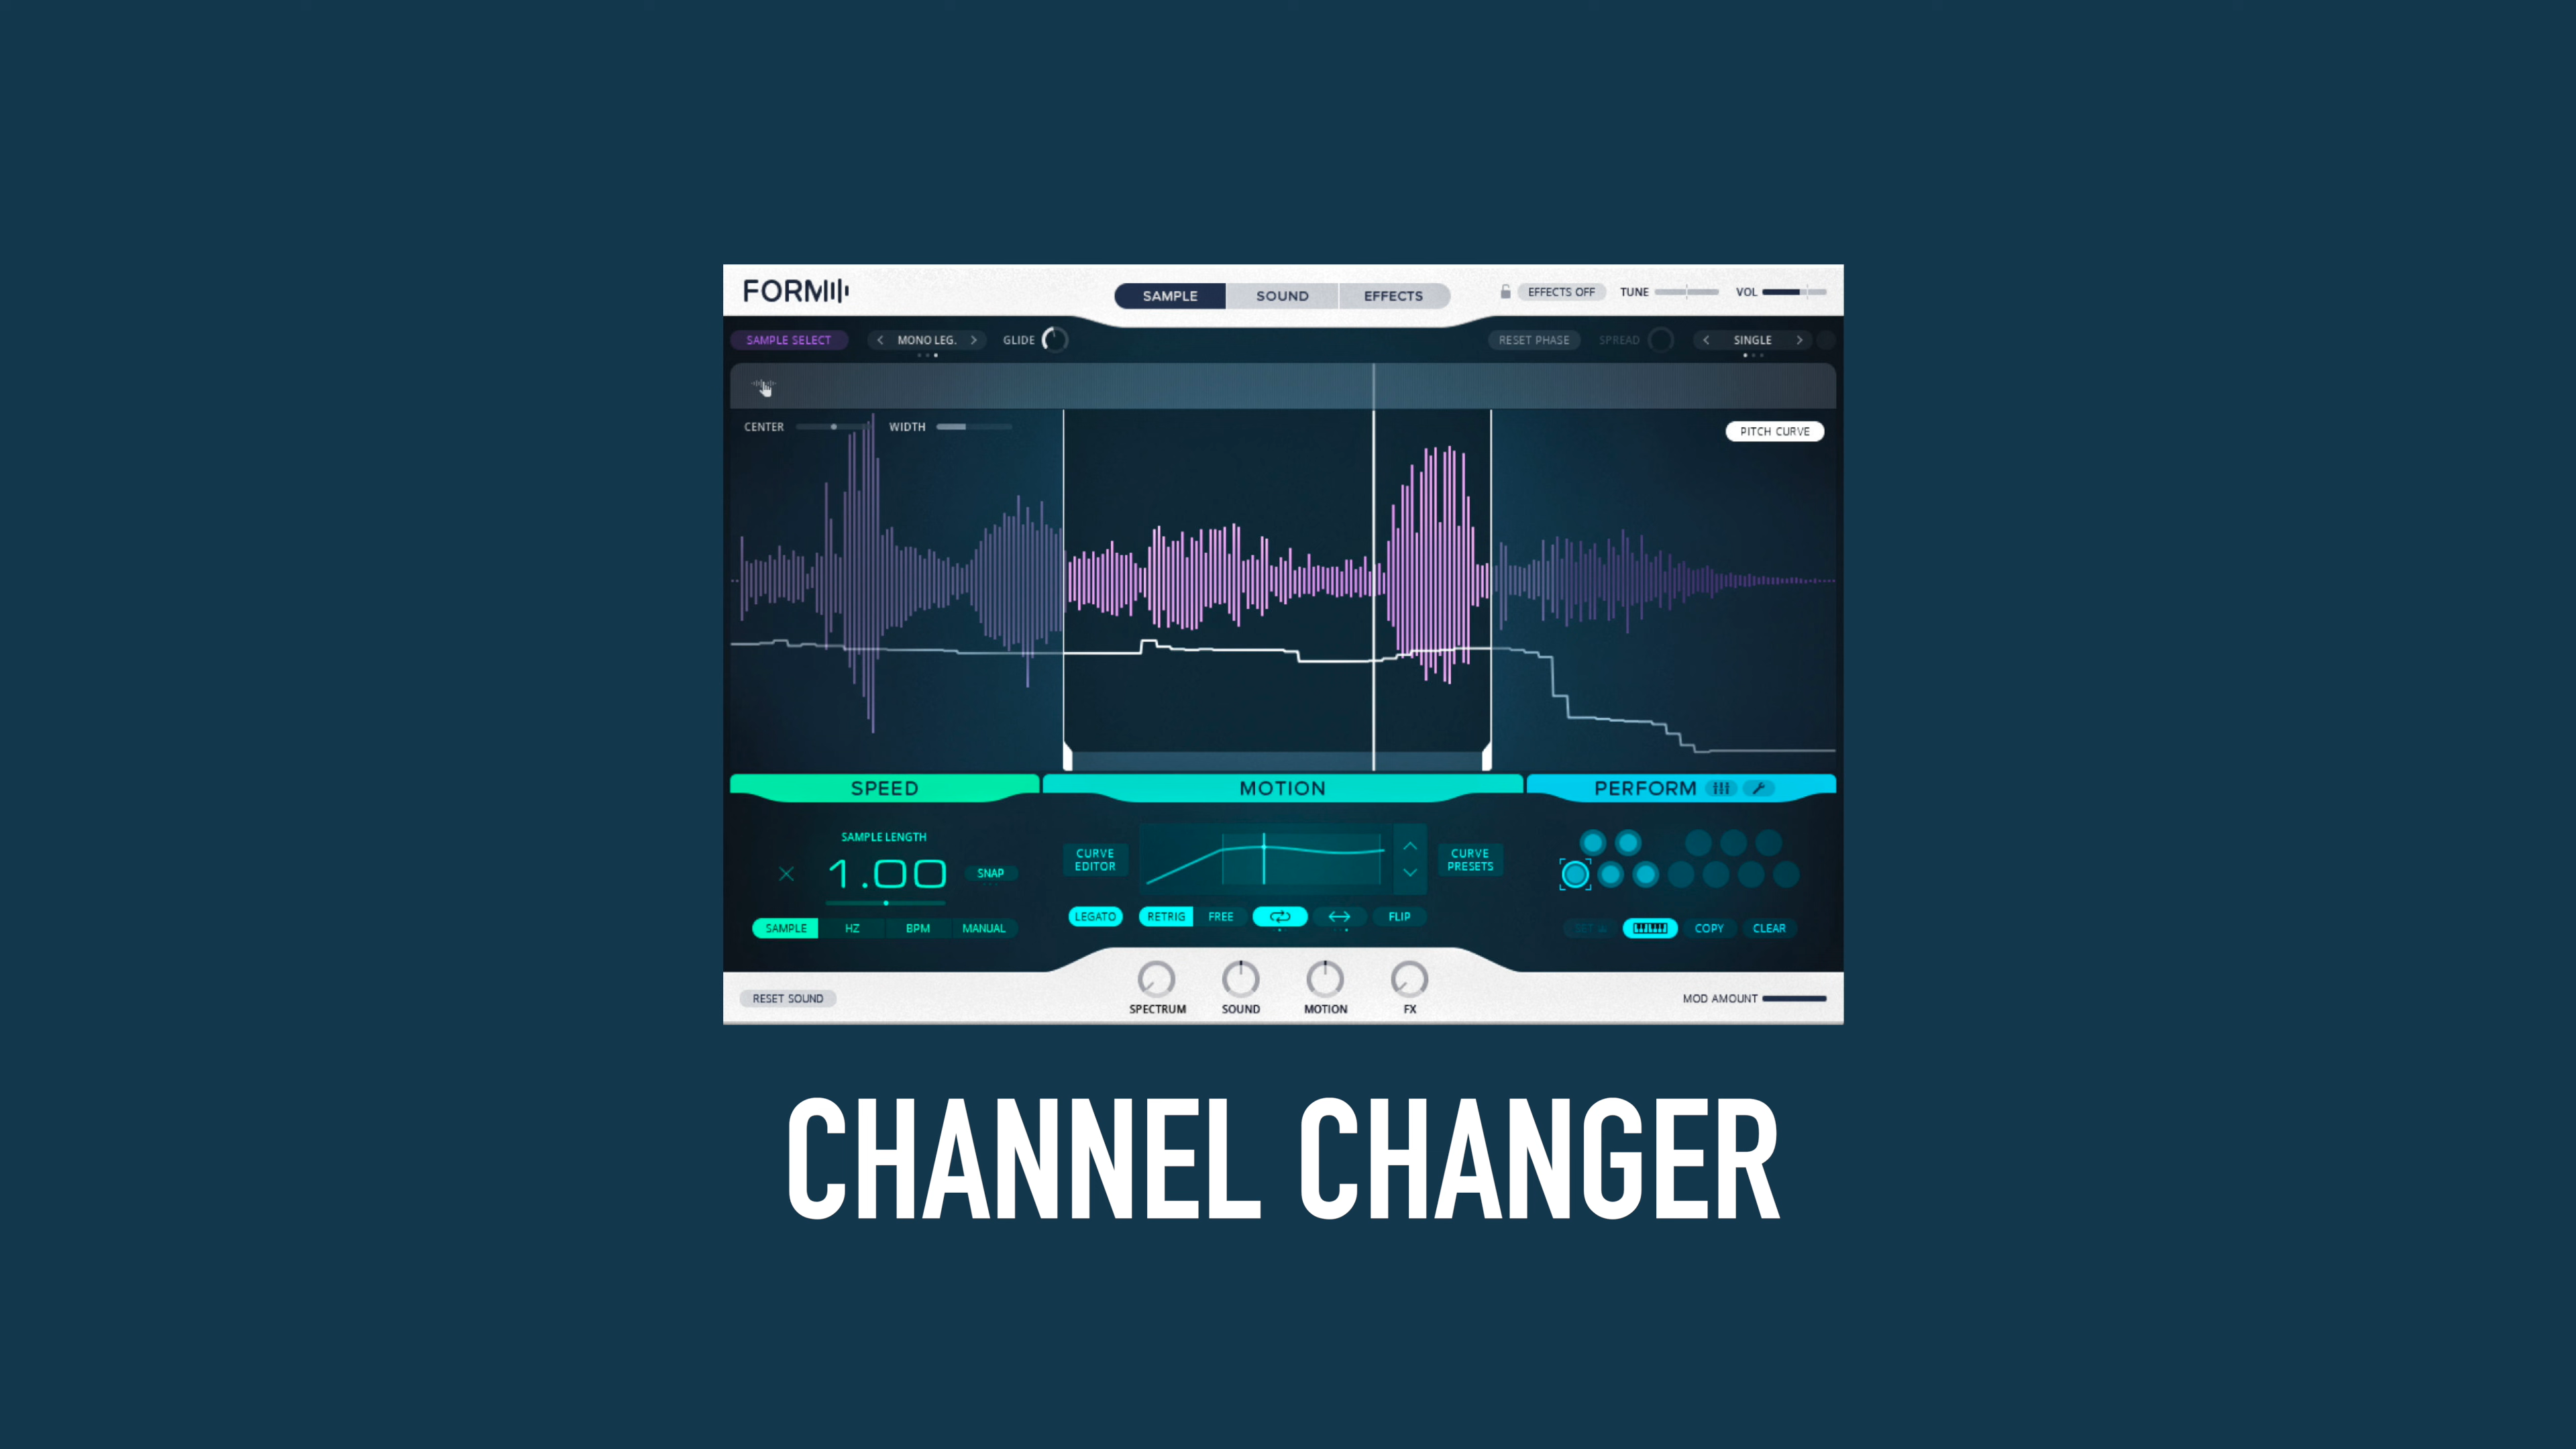 FORM
SAMPLE SOUND EFFECTS
EFFECTS OFF TUNE VOL
SAMPLE SELECT MONO LEG. GLIDE
RESET PHASE SPREAD SINGLE
CENTER WIDTH
PITCH CURVE
SPEED
MOTION
PERFORM
SAMPLE LENGTH
1.00
SNAP
SAMPLE HZ BPM MANUAL
CURVE
EDITOR
CURVE
PRESETS
LEGATO RETRIG FREE FLIP
COPY CLEAR
RESET SOUND
SPECTRUM SOUND MOTION FX
MOD AMOUNT
CHANNEL CHANGER